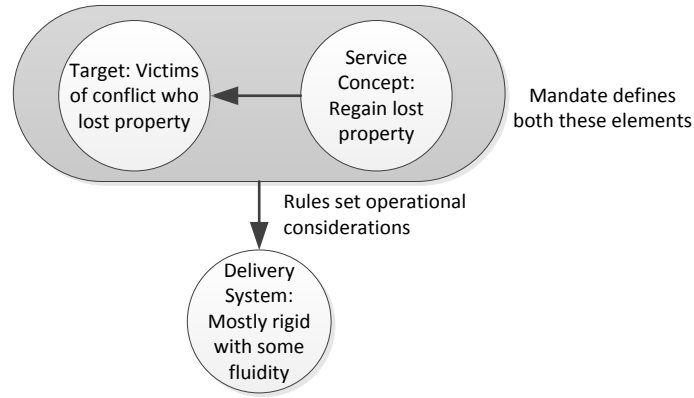 Target: Victims
of conflict who
lost property
Service
Concept:
Regain lost
property
Mandate defines
both these elements
Rules set operational
considerations
Delivery
System:
Mostly rigid
with some
fluidity